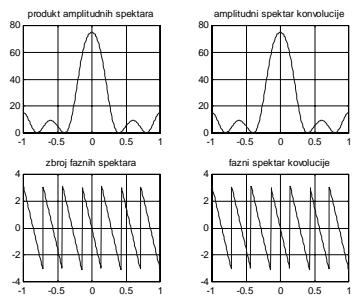 produkt amplitudnih spektara
amplitudni spektar konvolucije
80
60
40
20
0
-1 -0.5 0 0.5 1
80
60
40
20
0
-1 -0.5 0 0.5 1
zbroj faznih spektara
fazni spektar kovolucije
4
2
0
-2
-4
-1 -0.5 0 0.5 1
4
2
0
-2
-4
-1 -0.5 0 0.5 1